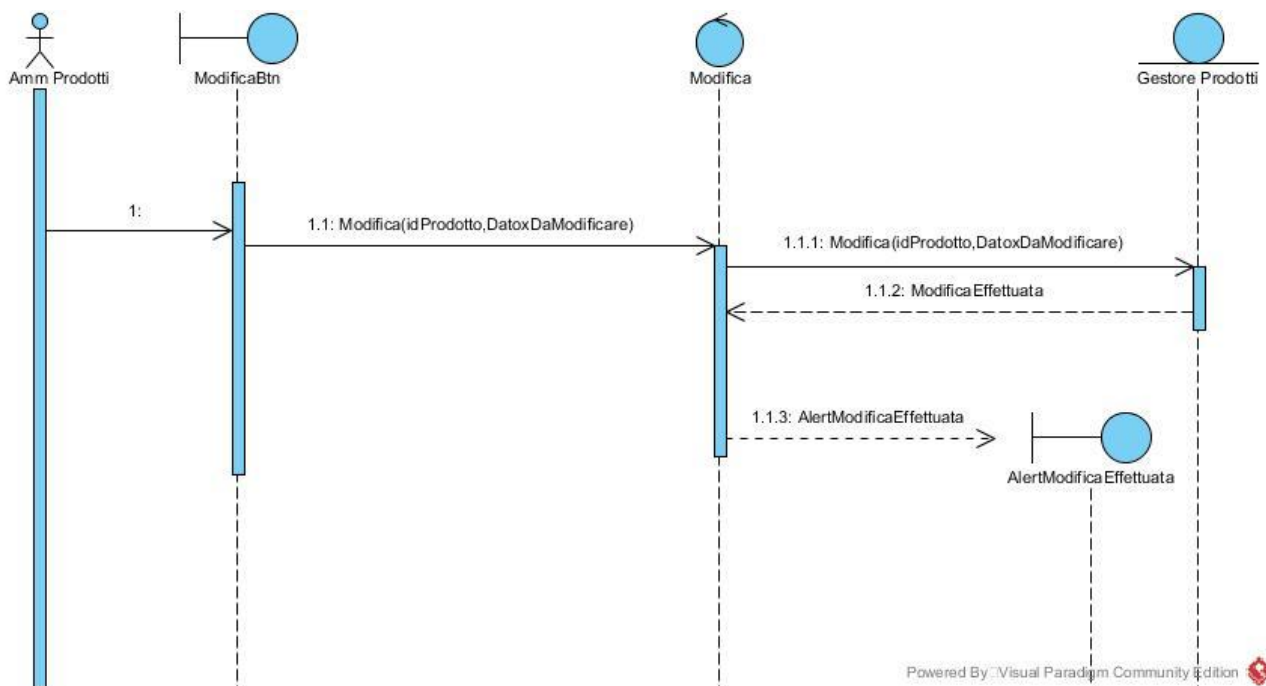 Amm Prodotti
ModificaBtn
Modifica
Gestore Prodotti
1:
1.1: Modifica(idProdotto,DatoxDaModificare)
1.1.1: Modifica(idProdotto,DatoxDaModificare)
1.1.2: ModificaEffettuata
1.1.3: AlertModificaEffettuata
AlertModificaEffettuata
Powered By Visual Paradigm Community Edition